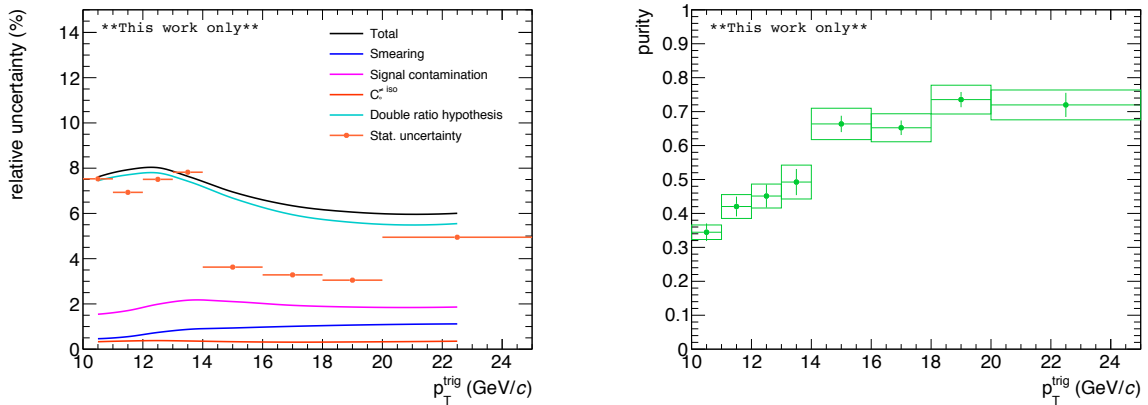 **This work only**
relative uncertainty (%)
14
12
10
8
6
4
2
0
Total
Smearing
Signal contamination
Double ratio hypothesis
Stat. uncertainty
10 12 14 16 18 20 22 24
p_T^trig (GeV/c)
**This work only**
purity
1
0.9
0.8
0.7
0.6
0.5
0.4
0.3
0.2
0.1
0
10 12 14 16 18 20 22 24
p_T^trig (GeV/c)